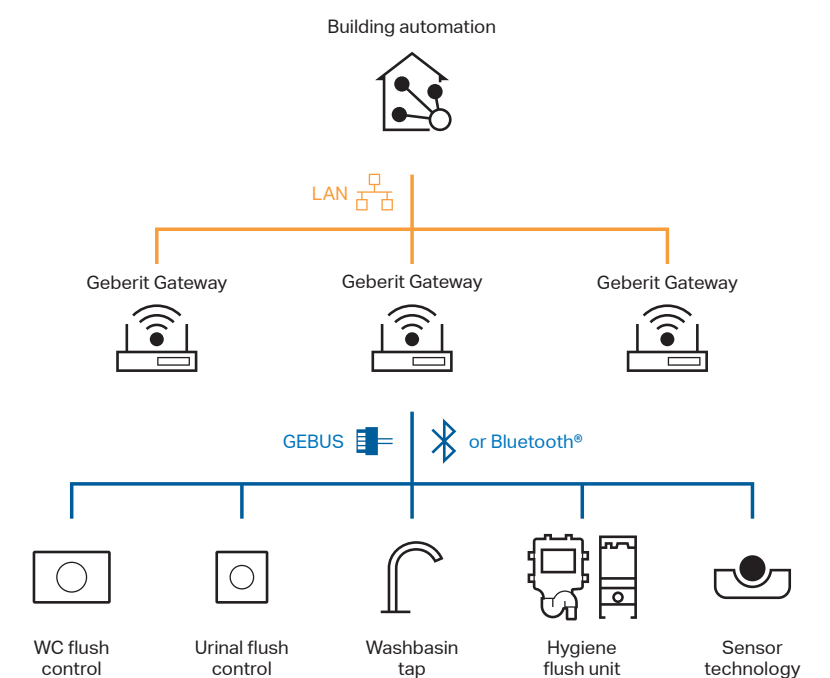 Building automation
LAN
Geberit Gateway
Geberit Gateway
Geberit Gateway
GEBUS
or Bluetooth®
WC flush
control
Urinal flush
control
Washbasin
tap
Hygiene
flush unit
Sensor
technology